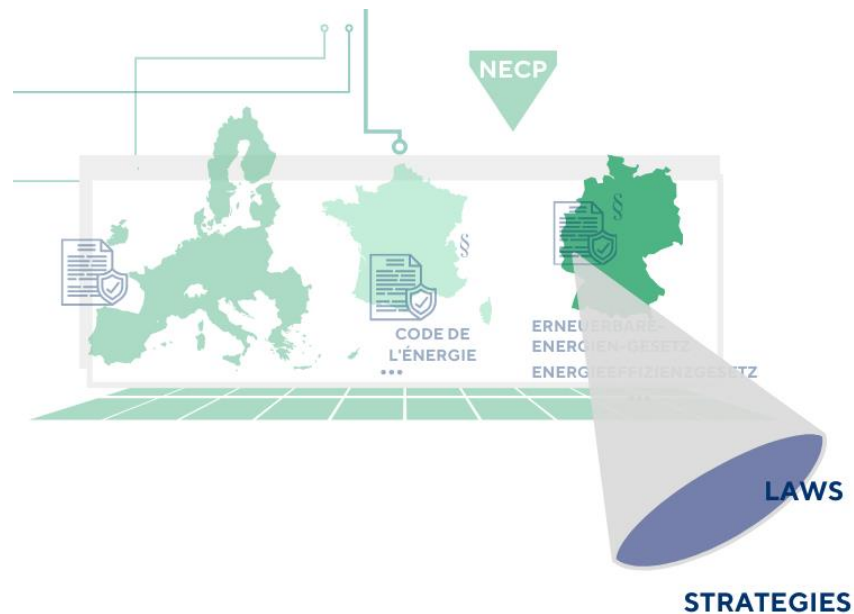 NECP
§
§
CODE DE
L'ÉNERGIE
...
ERNEUERBARE-
ENERGIEN-GESETZ
ENERGIEEFFIZIENZGESETZ
...
LAWS
STRATEGIES